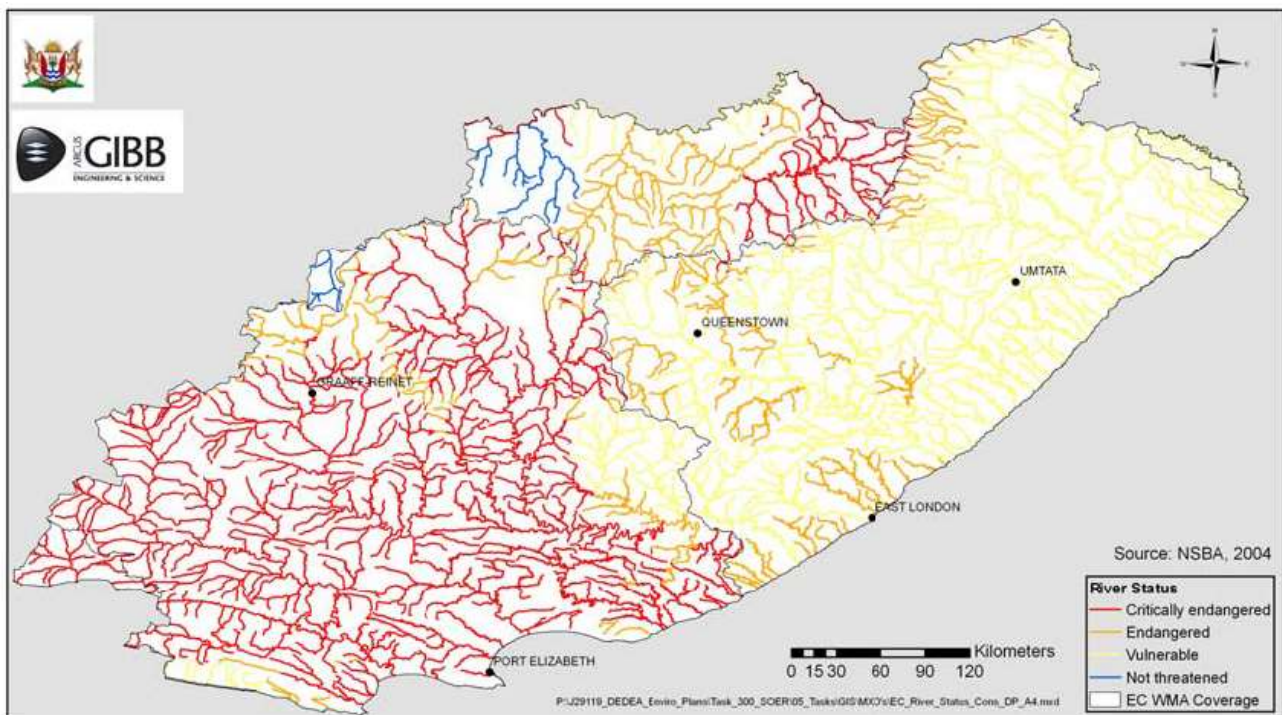 ARCUS
GIBB
ENGINEERING & SCIENCE
N
W
E
S
UMTATA
QUEENSTOWN
GRAAFF REINET
EAST LONDON
PORT ELIZABETH
Source: NSBA, 2004
River Status
Critically endangered
Endangered
Vulnerable
Not threatened
EC WMA Coverage
Kilometers
0 15 30 60 90 120
P:\J29119_DEDEA_Enviro_Plans\Task_300_SOER\05_Tasks\GIS\MXD's\EC_River_Status_Cons_DP_A4.mxd